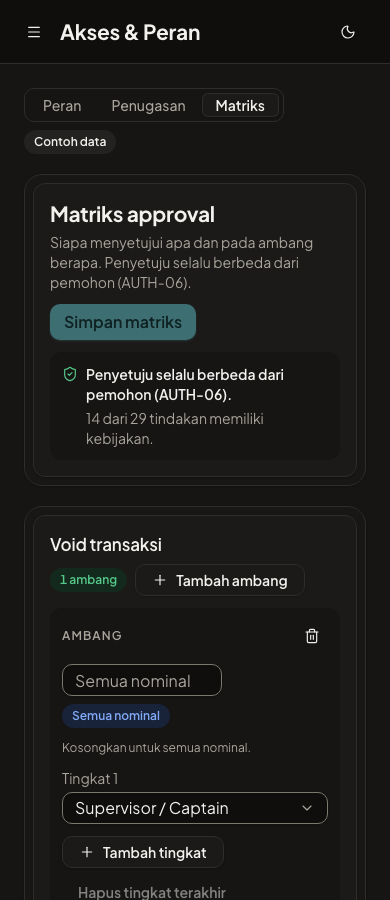 Akses & Peran
Peran
Penugasan
Matriks
Contoh data
Matriks approval
Siapa menyetujui apa dan pada ambang
berapa. Penyetuju selalu berbeda dari
pemohon (AUTH-06).
Simpan matriks
Penyetuju selalu berbeda dari
pemohon (AUTH-06).
14 dari 29 tindakan memiliki
kebijakan.
Void transaksi
1 ambang
Tambah ambang
AMBANG
Semua nominal
Semua nominal
Kosongkan untuk semua nominal.
Tingkat 1
Supervisor / Captain
Tambah tingkat
Hapus tingkat terakhir